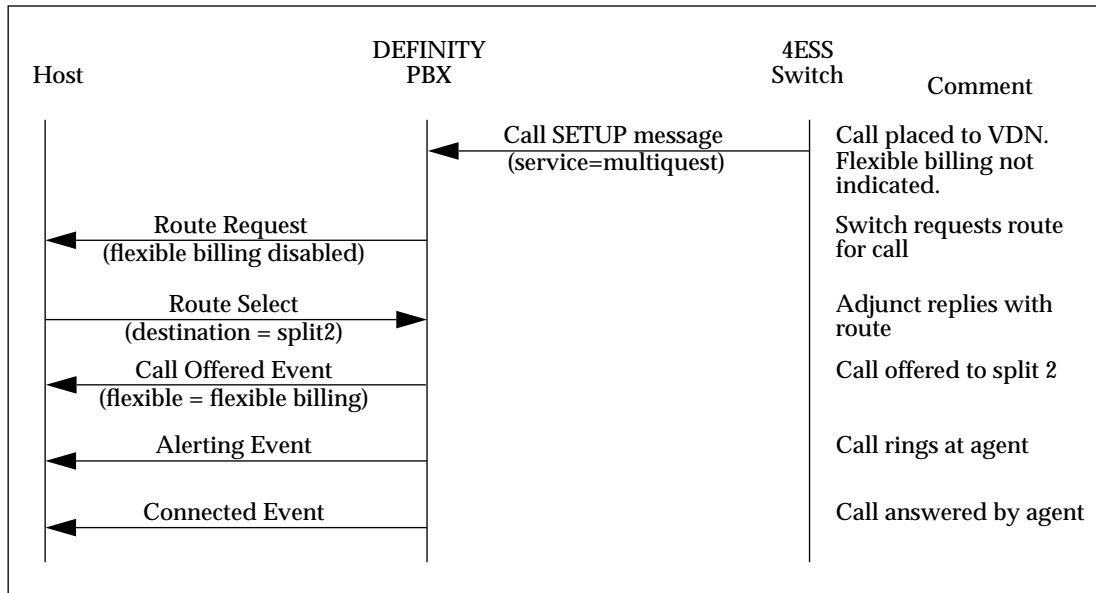 Host
DEFINITY
PBX
4ESS
Switch
Comment
Call SETUP message
(service=multiquest)
Call placed to VDN.
Flexible billing not
indicated.
Route Request
(flexible billing disabled)
Switch requests route
for call
Route Select
(destination = split2)
Adjunct replies with
route
Call Offered Event
(flexible = flexible billing)
Call offered to split 2
Alerting Event
Call rings at agent
Connected Event
Call answered by agent